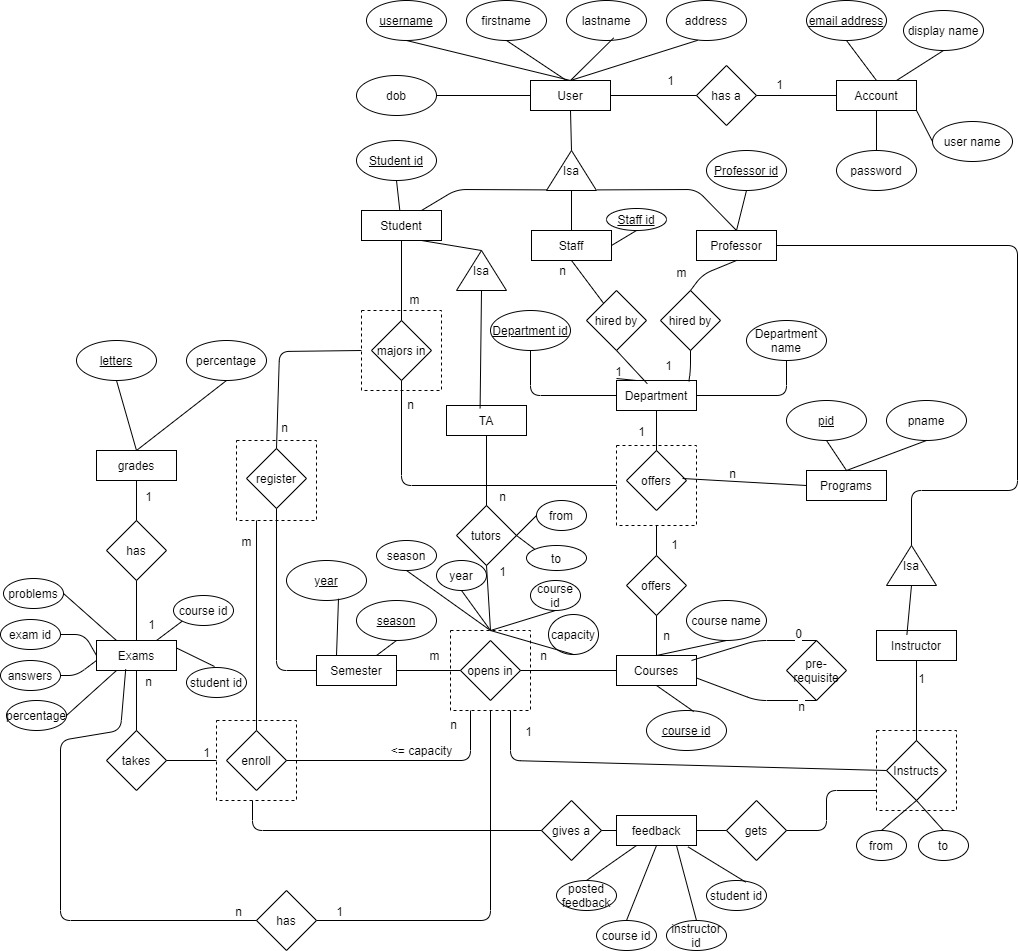 username
firstname
lastname
address
email address
display name
dob
User
1
has a
1
Account
user name
password
Student id
Isa
Professor id
Student
Staff id
Staff
Professor
Isa
n
m
m
hired by
hired by
Department id
Department
name
majors in
letters
percentage
1
1
Department
n
n
TA
1
pid
pname
grades
register
offers
n
Programs
1
n
m
from
tutors
1
has
season
to
year
1
course
id
Isa
year
offers
problems
course id
season
capacity
course name
0
exam id
1
n
Exams
m
n
Semester
opens in
Courses
pre-
requisite
Instructor
answers
n
student id
1
n
percentage
n
1
course id
takes
1
enroll
<= capacity
Instructs
gives a
feedback
gets
from
to
posted
feedback
student id
n
has
1
course id
instructor
id